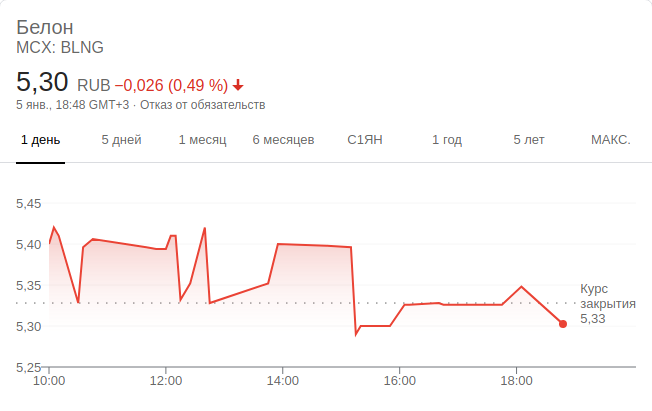 Белон
MCX: BLNG
5,30 RUB −0,026 (0,49 %)
5 янв., 18:48 GMT+3 · Отказ от обязательств
1 день 5 дней 1 месяц 6 месяцев С1ЯН 1 год 5 лет МАКС.
5,45
5,40
5,35
5,30
5,25
Курс
закрытия
5,33
10:00 12:00 14:00 16:00 18:00